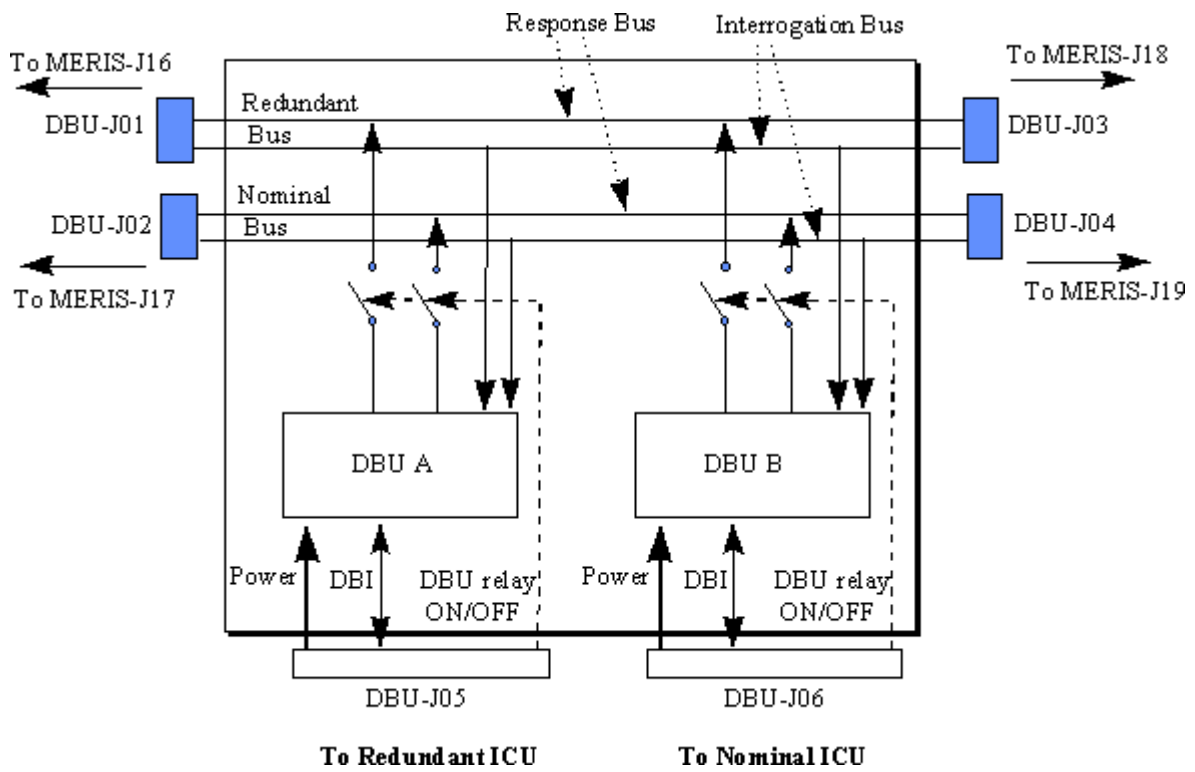 Response Bus
Interrogation Bus
To MERIS-J16
To MERIS-J18
Redundant
Bus
DBU-J01
DBU-J03
Nominal
Bus
DBU-J02
DBU-J04
To MERIS-J17
To MERIS-J19
DBU A
DBU B
Power
DBI
DBU relay
ON/OFF
Power
DBI
DBU relay
ON/OFF
DBU-J05
DBU-J06
To Redundant ICU
To Nominal ICU